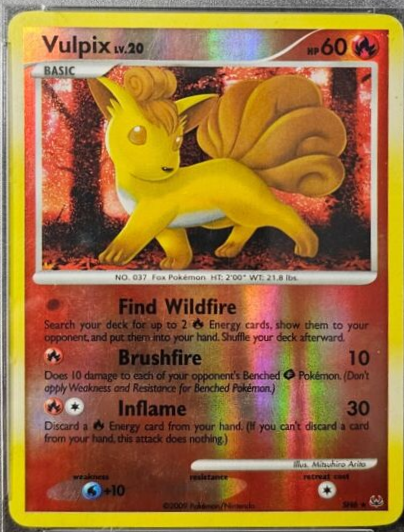 Vulpix LV.20 HP 60
BASIC
NO. 037 Fox Pokémon HT: 2'00" WT: 21.8 lbs.
Find Wildfire
Search your deck for up to 2 Energy cards, show them to your
opponent, and put them into your hand. Shuffle your deck afterward.
Brushfire 10
Does 10 damage to each of your opponent's Benched Pokémon. (Don't
apply Weakness and Resistance for Benched Pokémon.)
Inflame 30
Discard a Energy card from your hand. (If you can't discard a card
from your hand, this attack does nothing.)
Illus. Mitsuhiro Arita
weakness resistance retreat cost
+10
©2009 Pokémon/Nintendo SH8